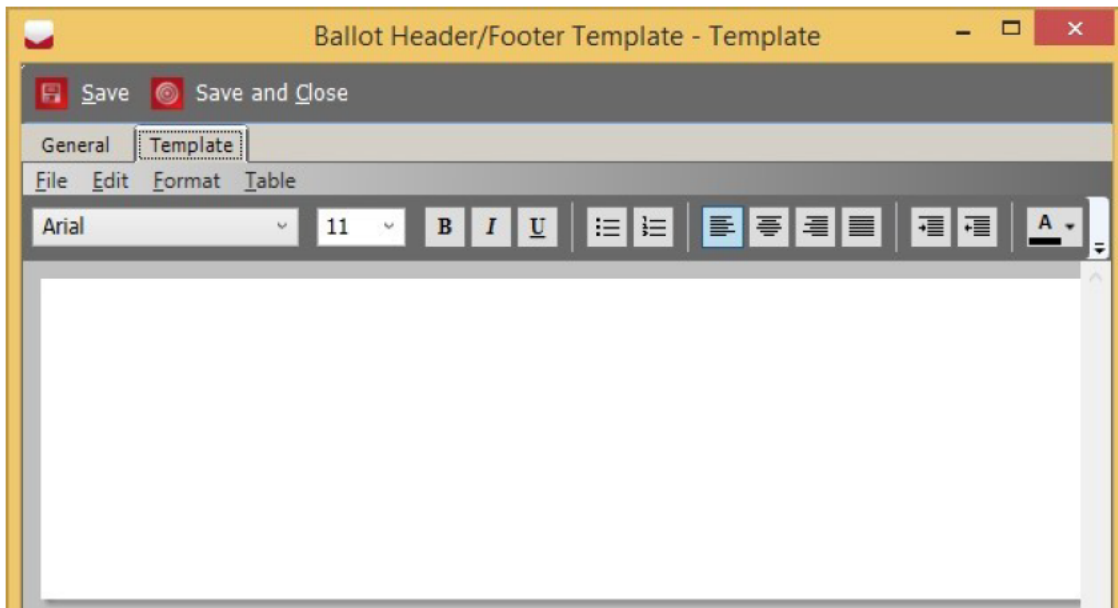 Ballot Header/Footer Template - Template
Save Save and Close
General Template
File Edit Format Table
Arial 11 B I U A